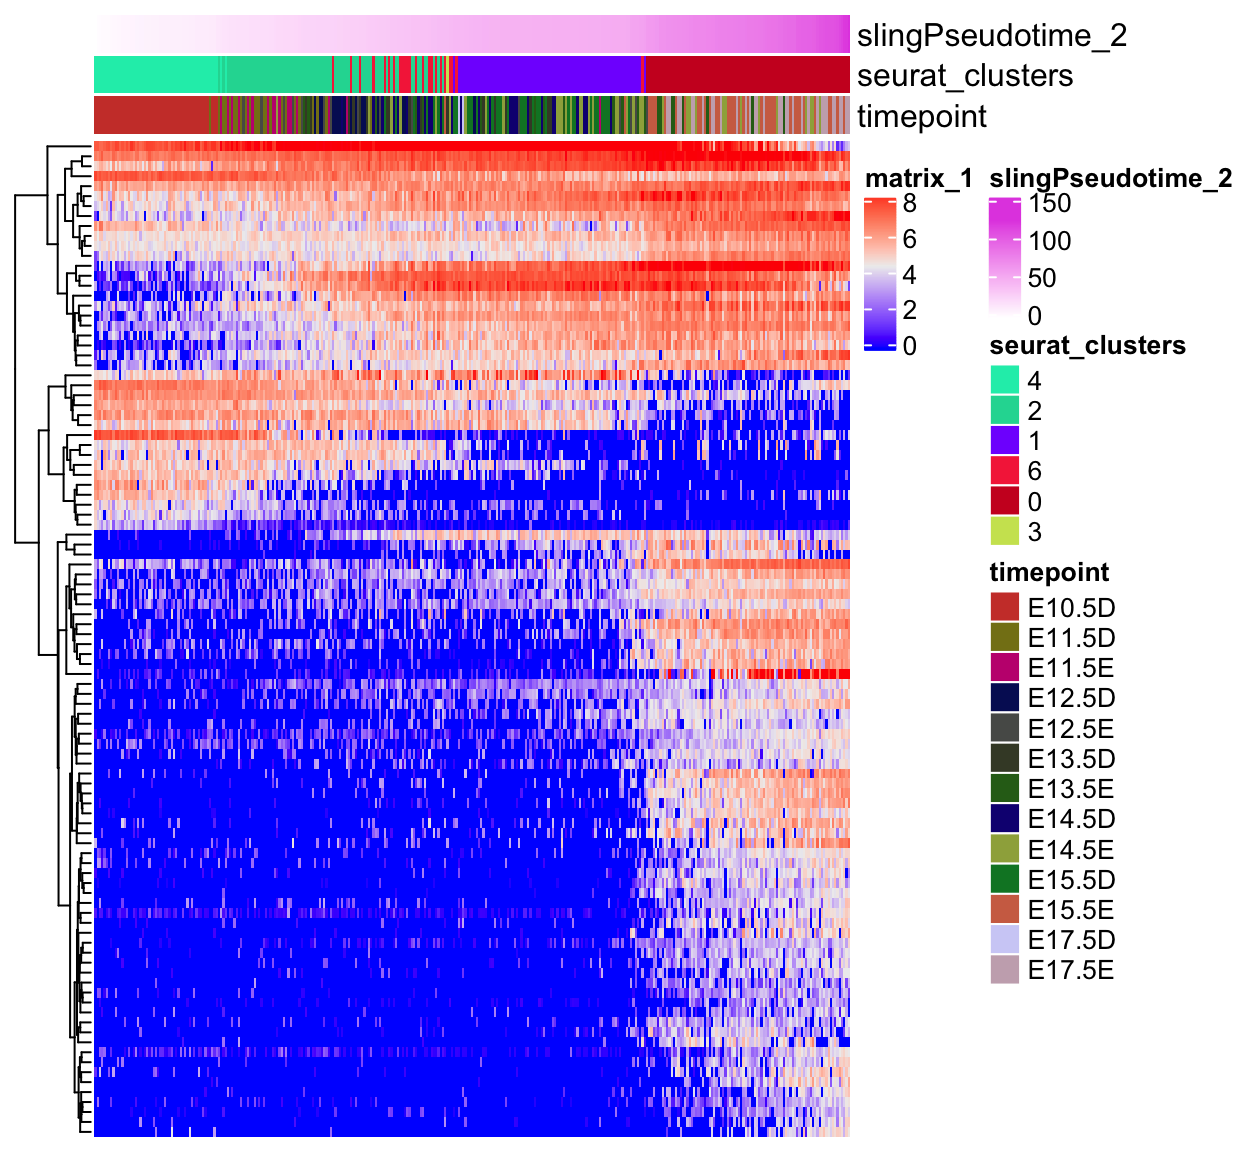 slingPseudotime_2
seurat_clusters
timepoint
matrix_1
8
6
4
2
0
slingPseudotime_2
150
100
50
0
seurat_clusters
4
2
1
6
0
3
timepoint
E10.5D
E11.5D
E11.5E
E12.5D
E12.5E
E13.5D
E13.5E
E14.5D
E14.5E
E15.5D
E15.5E
E17.5D
E17.5E